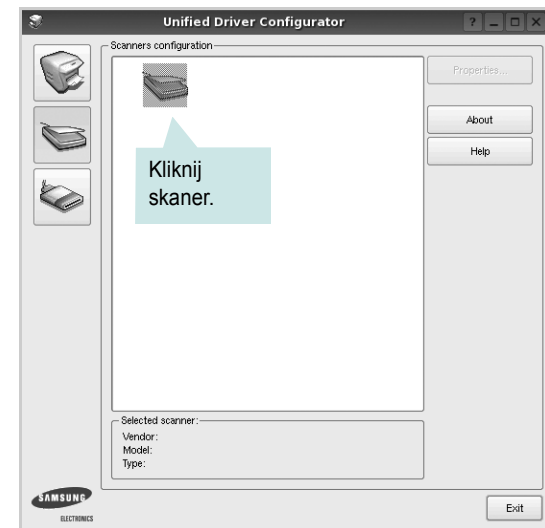 Unified Driver Configurator
Scanners configuration
Properties...
About
Help
Kliknij
skaner.
Selected scanner:
Vendor:
Model:
Type:
SAMSUNG
ELECTRONICS
Exit